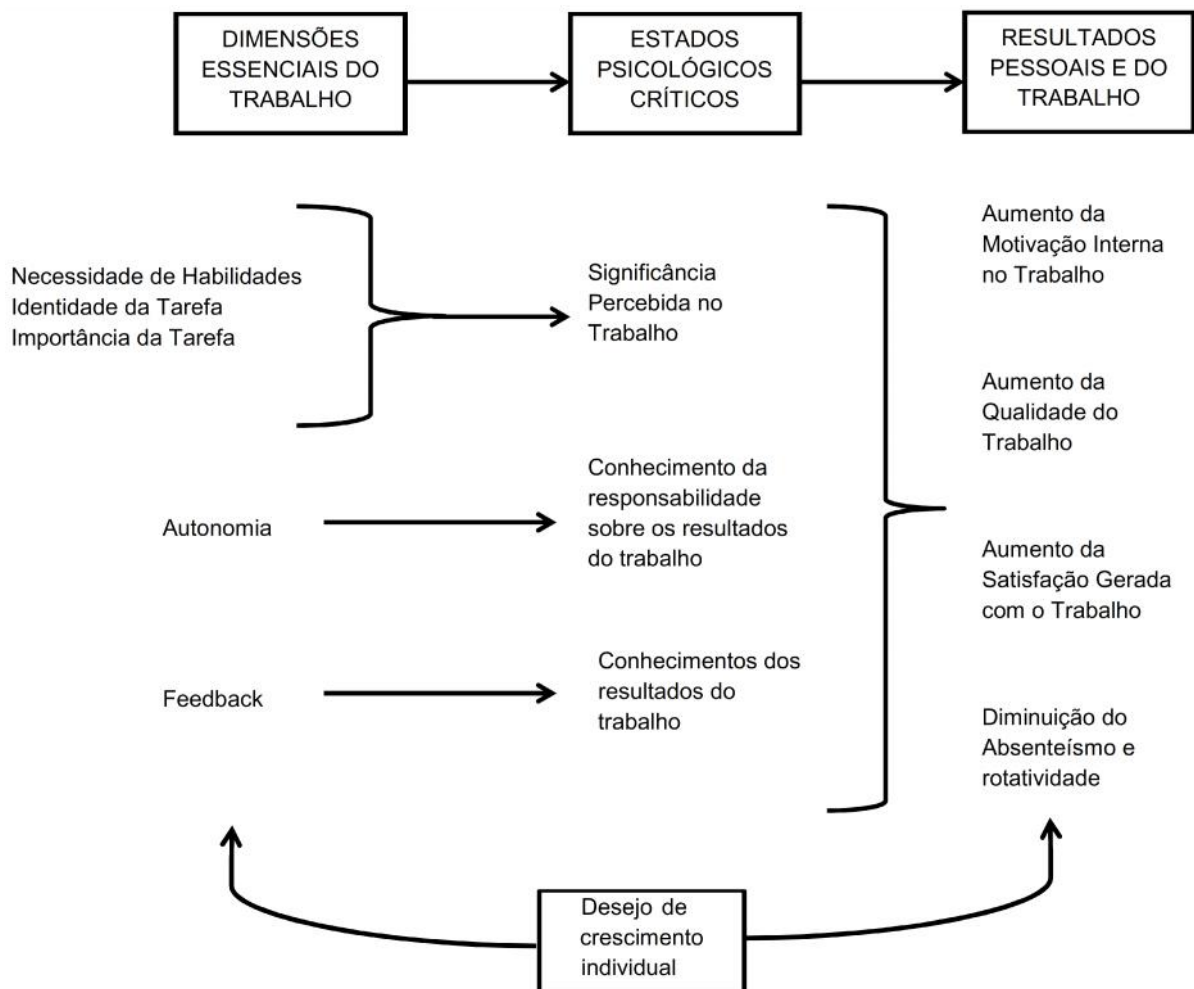 DIMENSÕES
ESSENCIAIS DO
TRABALHO
ESTADOS
PSICOLÓGICOS
CRÍTICOS
RESULTADOS
PESSOAIS E DO
TRABALHO
Necessidade de Habilidades
Identidade da Tarefa
Importância da Tarefa
Significância
Percebida no
Trabalho
Autonomia
Conhecimento da
responsabilidade
sobre os resultados
do trabalho
Feedback
Conhecimentos dos
resultados do
trabalho
Aumento da
Motivação Interna
no Trabalho
Aumento da
Qualidade do
Trabalho
Aumento da
Satisfação Gerada
com o Trabalho
Diminuição do
Absenteísmo e
rotatividade
Desejo de
crescimento
individual